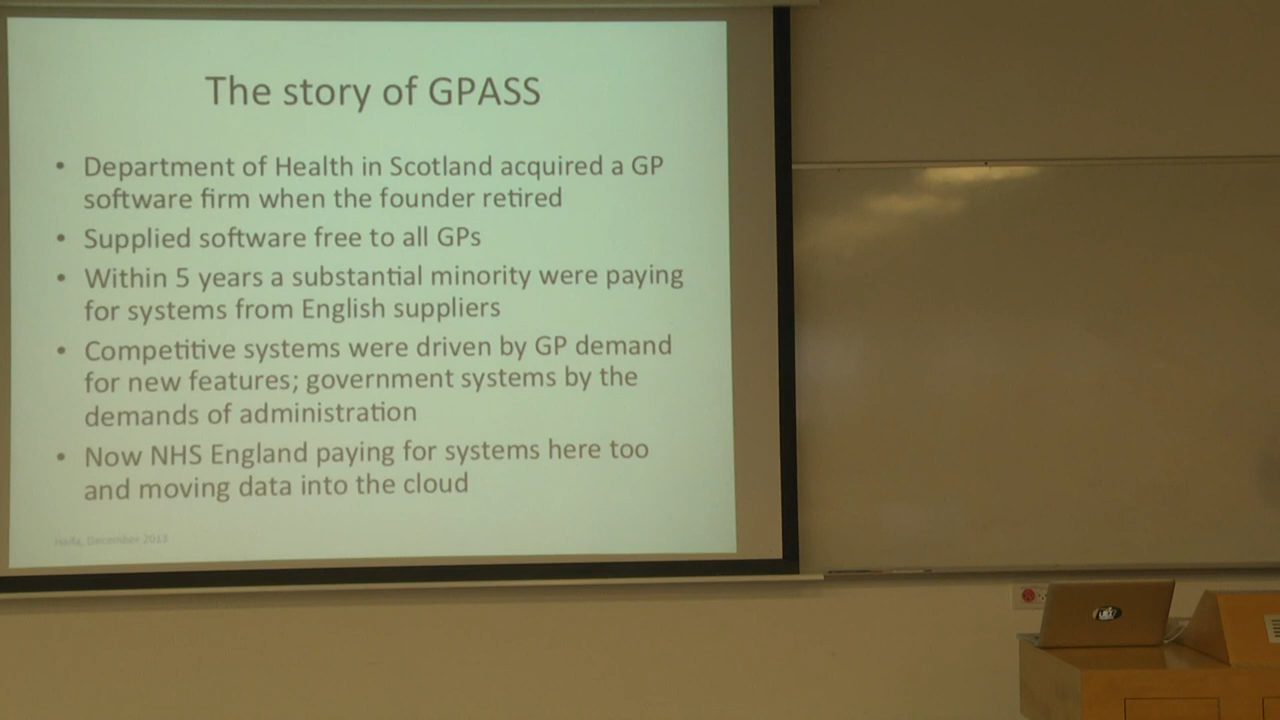 The story of GPASS
• Department of Health in Scotland acquired a GP
software firm when the founder retired
• Supplied software free to all GPs
• Within 5 years a substantial minority were paying
for systems from English suppliers
• Competitive systems were driven by GP demand
for new features; government systems by the
demands of administration
• Now NHS England paying for systems here too
and moving data into the cloud
Haifa, December 2013